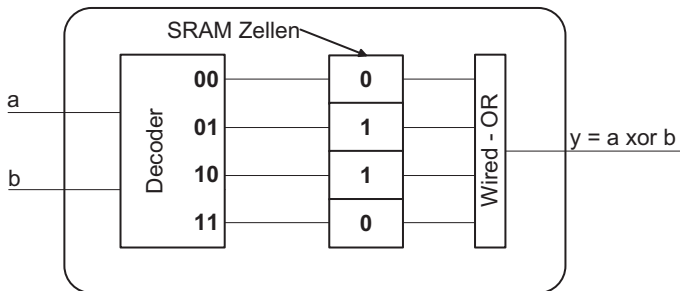 SRAM Zellen
a
b
Decoder
00
01
10
11
0
1
1
0
Wired - OR
y = a xor b